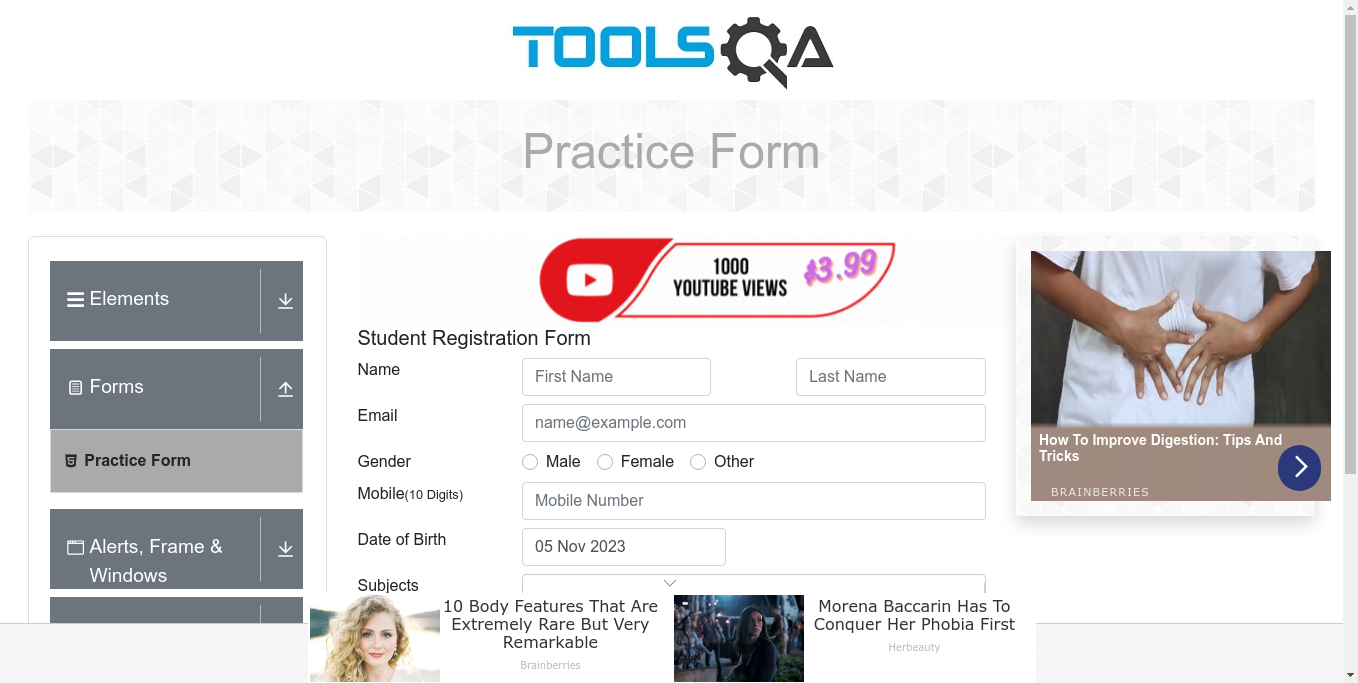 TOOLSQA
Practice Form
Elements
Forms
Practice Form
Alerts, Frame &
Windows
1000
YOUTUBE VIEWS
$3.99
Student Registration Form
Name
First Name
Last Name
Email
name@example.com
Gender
Male
Female
Other
Mobile(10 Digits)
Mobile Number
Date of Birth
05 Nov 2023
Subjects
How To Improve Digestion: Tips And
Tricks
BRAINBERRIES
10 Body Features That Are
Extremely Rare But Very
Remarkable
Brainberries
Morena Baccarin Has To
Conquer Her Phobia First
Herbeauty